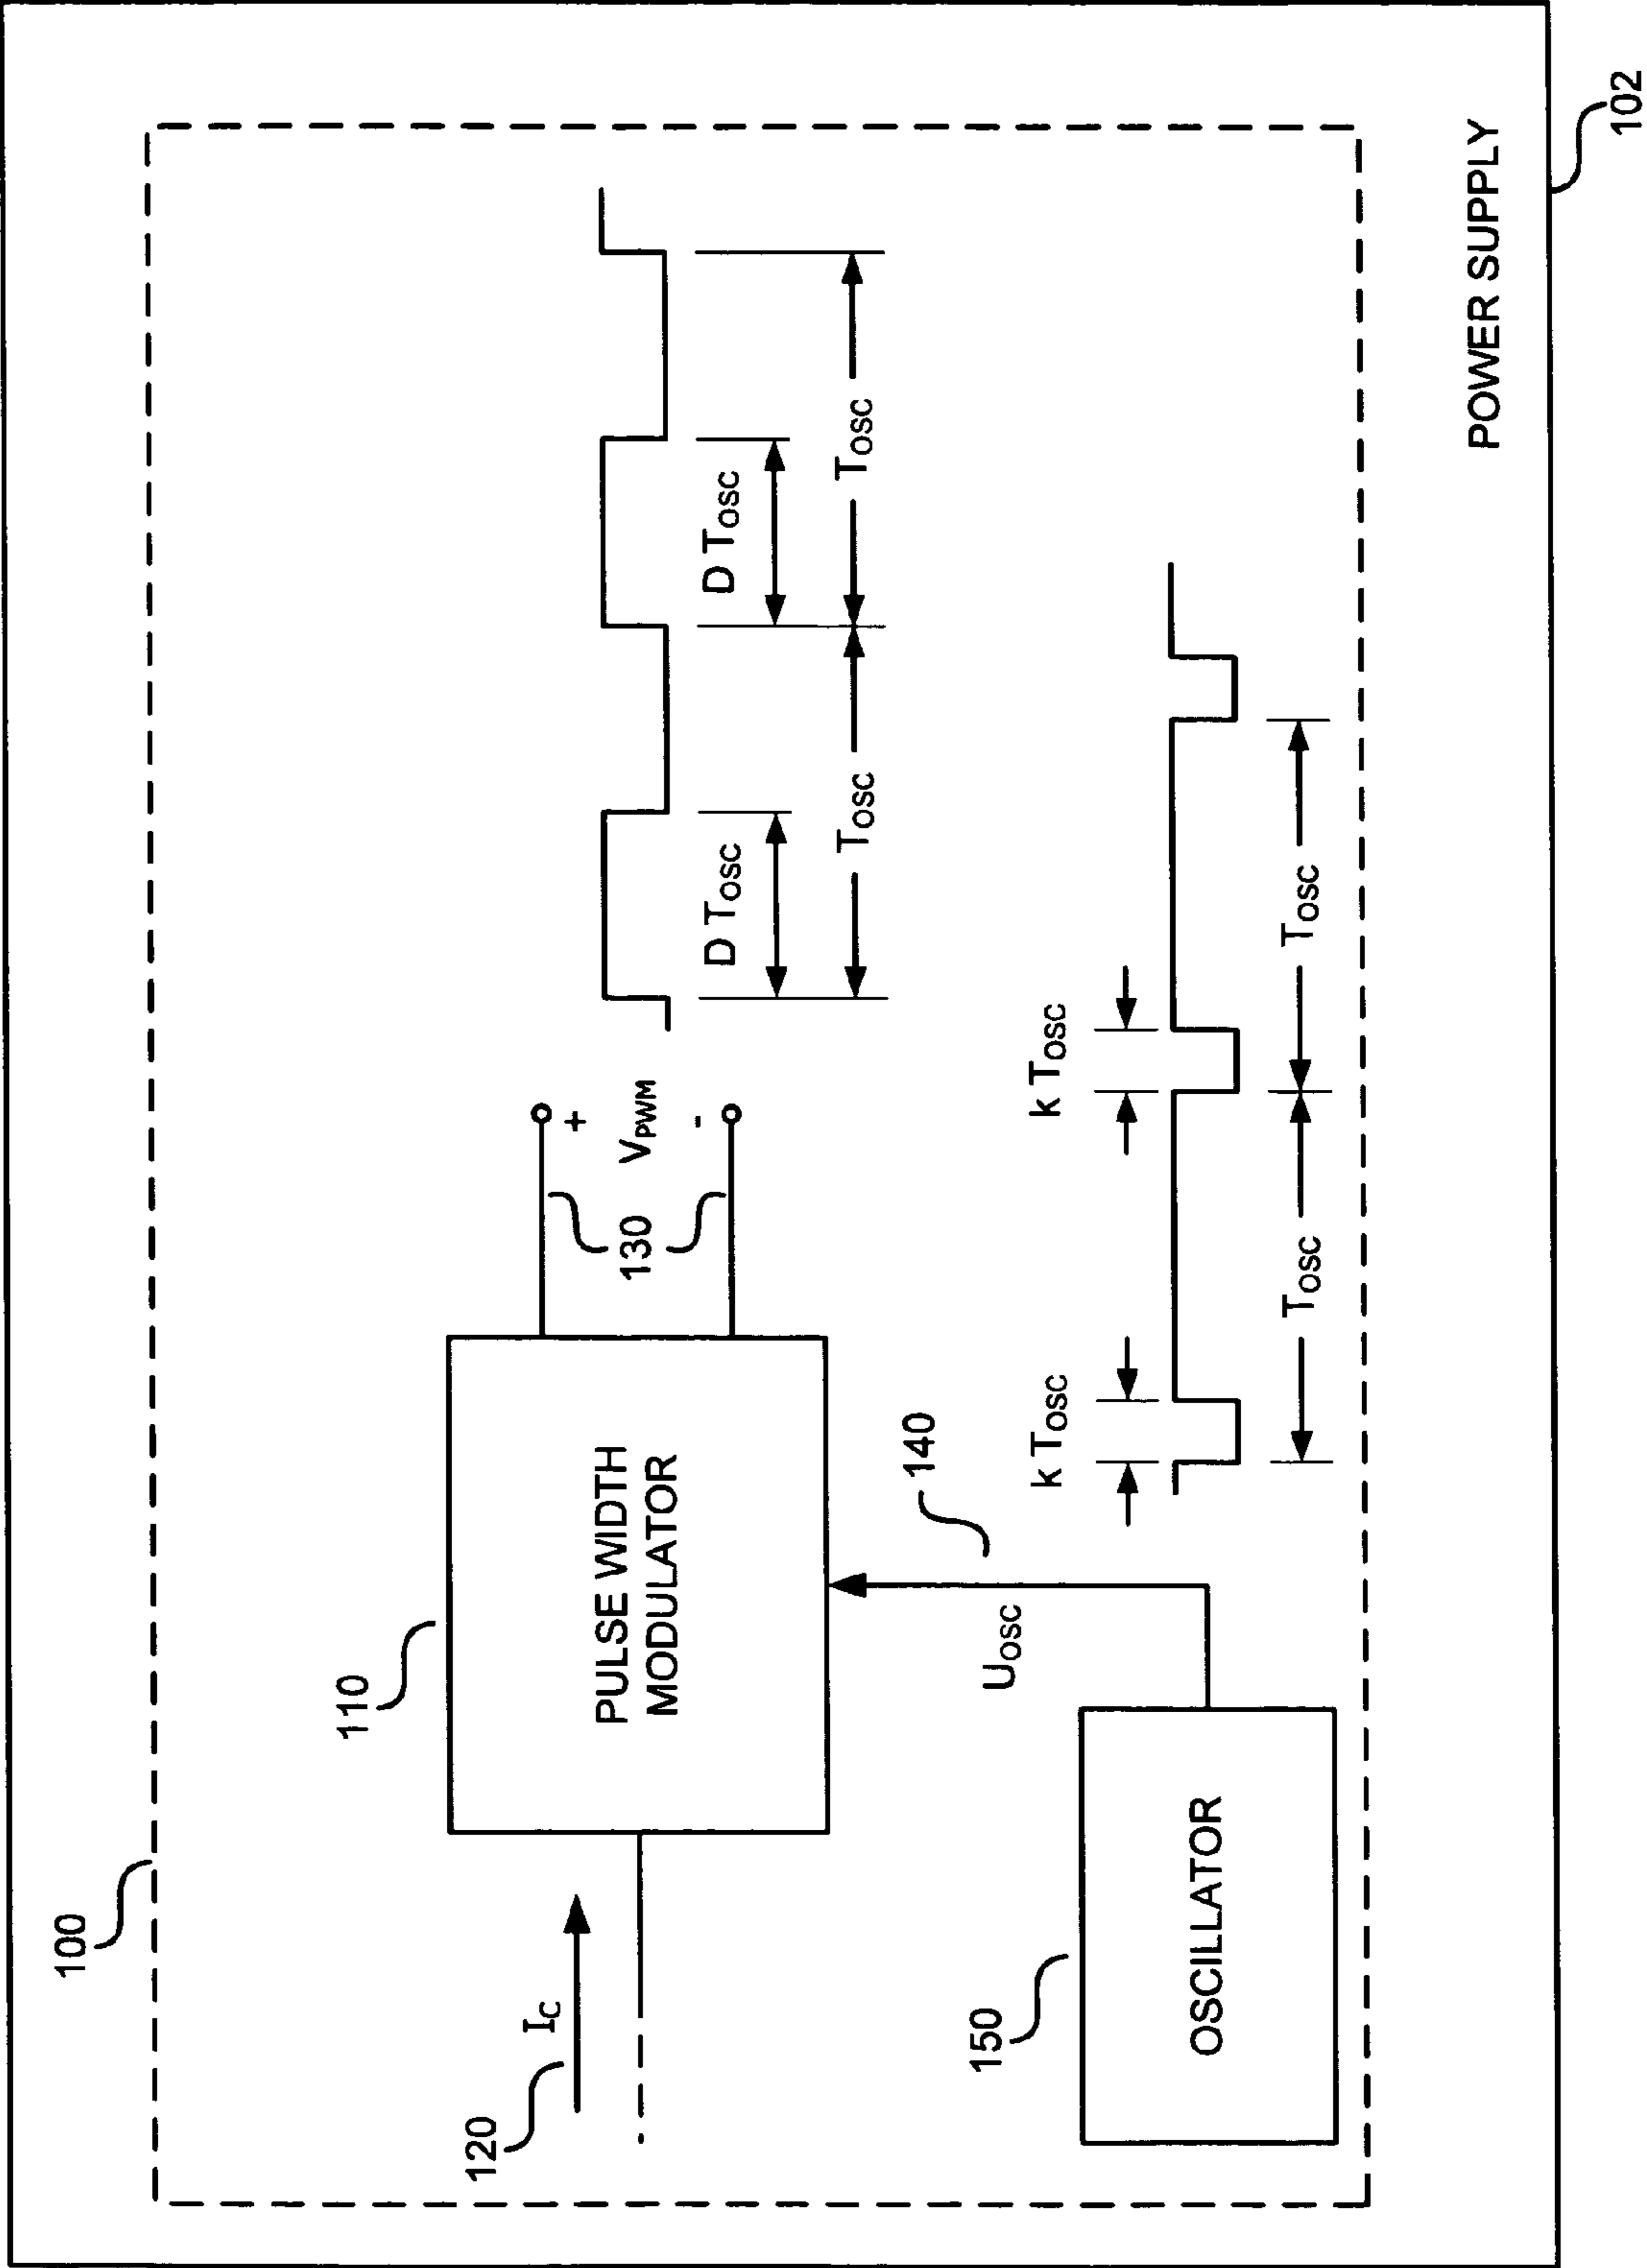 100
110
120
I_C
PULSE WIDTH
MODULATOR
130
+
V_PWM
-
D T_OSC
D T_OSC
T_OSC
T_OSC
140
U_OSC
150
OSCILLATOR
k T_OSC
k T_OSC
T_OSC
T_OSC
POWER SUPPLY
102